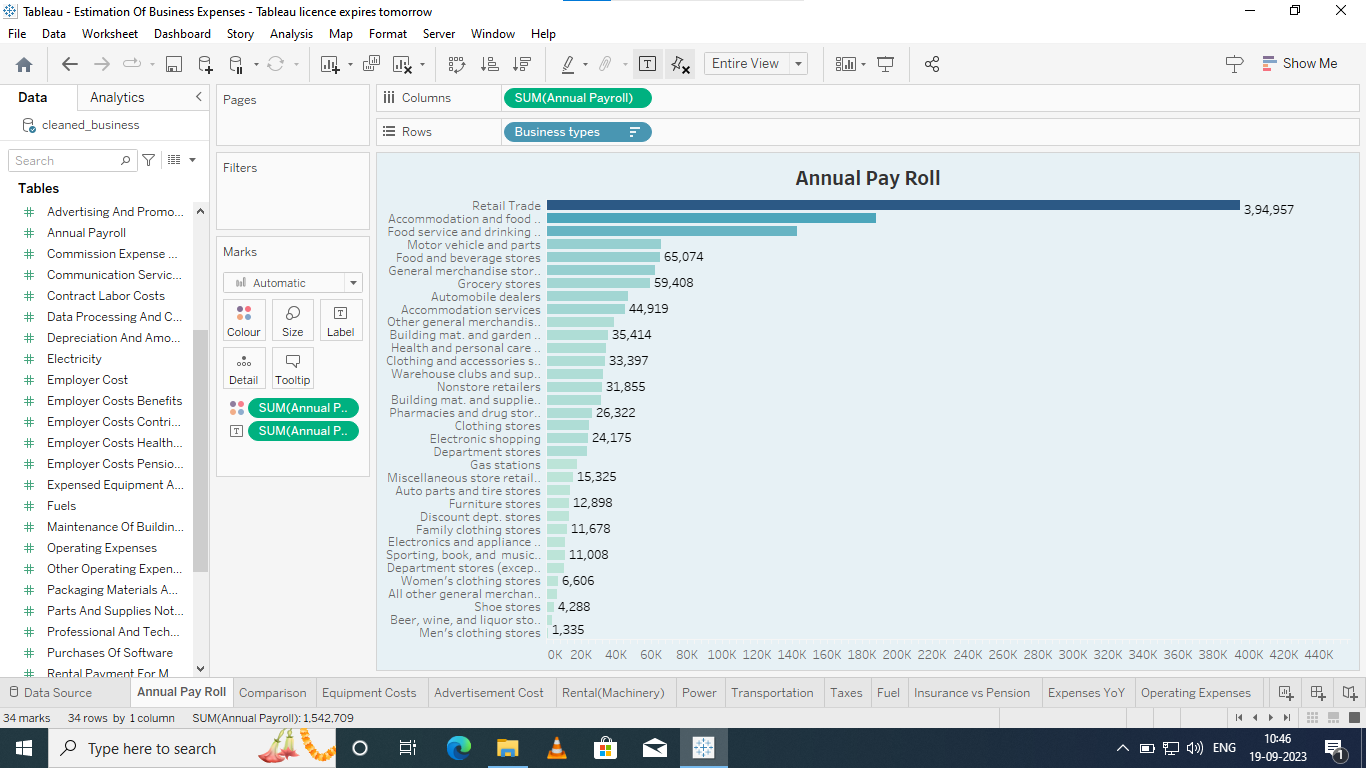 Tableau - Estimation Of Business Expenses - Tableau licence expires tomorrow
File Data Worksheet Dashboard Story Analysis Map Format Server Window Help
Entire View
Show Me
Data Analytics
cleaned_business
Search
Tables
Advertising And Promo...
Annual Payroll
Commission Expense ...
Communication Servic...
Contract Labor Costs
Data Processing And C...
Depreciation And Amo...
Electricity
Employer Cost
Employer Costs Benefits
Employer Costs Contri...
Employer Costs Health...
Employer Costs Pensio...
Expensed Equipment A...
Fuels
Maintenance Of Buildin...
Operating Expenses
Other Operating Expen...
Packaging Materials A...
Parts And Supplies Not...
Professional And Tech...
Purchases Of Software
Rental Payment For M
Pages
Filters
Marks
Automatic
Colour Size Label
Detail Tooltip
SUM(Annual P..
SUM(Annual P..
Columns SUM(Annual Payroll)
Rows Business types
Annual Pay Roll
Retail Trade 3,94,957
Accommodation and food ..
Food service and drinking ..
Motor vehicle and parts
Food and beverage stores 65,074
General merchandise stor..
Grocery stores 59,408
Automobile dealers
Accommodation services 44,919
Other general merchandis..
Building mat. and garden .. 35,414
Health and personal care ..
Clothing and accessories s.. 33,397
Warehouse clubs and sup..
Nonstore retailers 31,855
Building mat. and supplie..
Pharmacies and drug stor.. 26,322
Clothing stores
Electronic shopping 24,175
Department stores
Gas stations
Miscellaneous store retail.. 15,325
Auto parts and tire stores
Furniture stores 12,898
Discount dept. stores
Family clothing stores 11,678
Electronics and appliance ..
Sporting, book, and music.. 11,008
Department stores (excep..
Women's clothing stores 6,606
All other general merchan..
Shoe stores 4,288
Beer, wine, and liquor sto..
Men's clothing stores 1,335
0K 20K 40K 60K 80K 100K 120K 140K 160K 180K 200K 220K 240K 260K 280K 300K 320K 340K 360K 380K 400K 420K 440K
Data Source Annual Pay Roll Comparison Equipment Costs Advertisement Cost Rental(Machinery) Power Transportation Taxes Fuel Insurance vs Pension Expenses YoY Operating Expenses
34 marks 34 rows by 1 column SUM(Annual Payroll): 1,542,709
Type here to search
ENG
10:46
19-09-2023
1